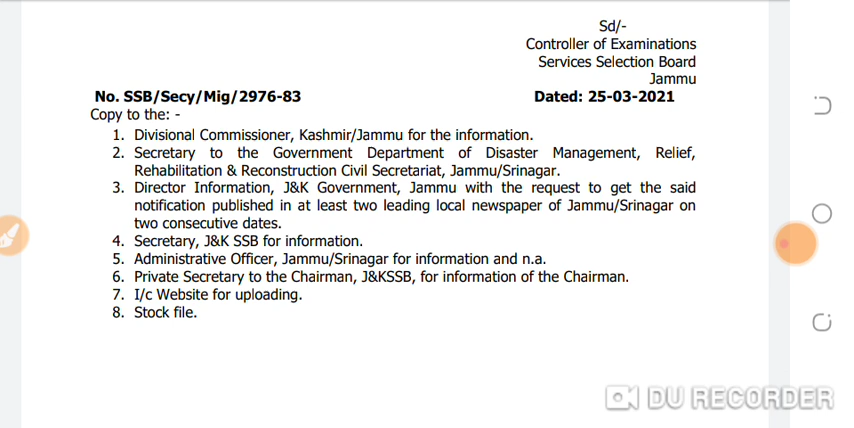 Sd/-
Controller of Examinations
Services Selection Board
Jammu
No. SSB/Secy/Mig/2976-83 Dated: 25-03-2021
Copy to the: -
1. Divisional Commissioner, Kashmir/Jammu for the information.
2. Secretary to the Government Department of Disaster Management, Relief,
Rehabilitation & Reconstruction Civil Secretariat, Jammu/Srinagar.
3. Director Information, J&K Government, Jammu with the request to get the said
notification published in at least two leading local newspaper of Jammu/Srinagar on
two consecutive dates.
4. Secretary, J&K SSB for information.
5. Administrative Officer, Jammu/Srinagar for information and n.a.
6. Private Secretary to the Chairman, J&KSSB, for information of the Chairman.
7. I/c Website for uploading.
8. Stock file.
DU RECORDER